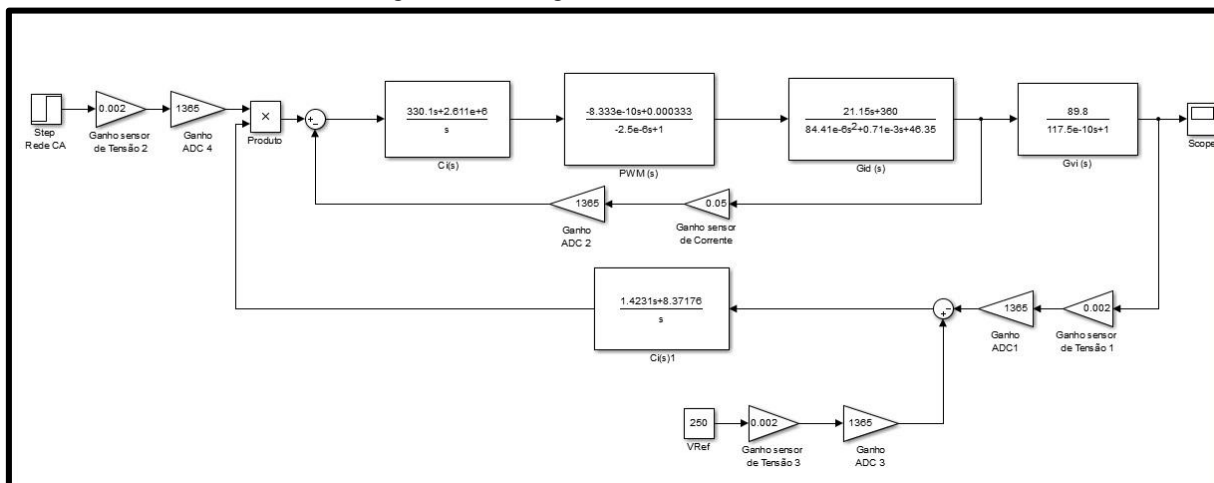 0.002
1365
×
330.1s+2.611e+6
s
-8.333e-10s+0.000333
-2.5e-6s+1
21.15s+360
84.41e-6s2+0.71e-3s+46.35
89.8
117.5e-10s+1
Step
Rede CA
Ganho sensor
de Tensão 2
Ganho
ADC 4
Produto
Ci(s)
PWM (s)
Gid (s)
Gvi (s)
Scope
1365
0.05
Ganho
ADC 2
Ganho sensor
de Corrente
1.4231s+8.37176
s
Ci(s)1
1365
0.002
Ganho
ADC1
Ganho sensor
de Tensão 1
250
0.002
1365
VRef
Ganho sensor
de Tensão 3
Ganho
ADC 3